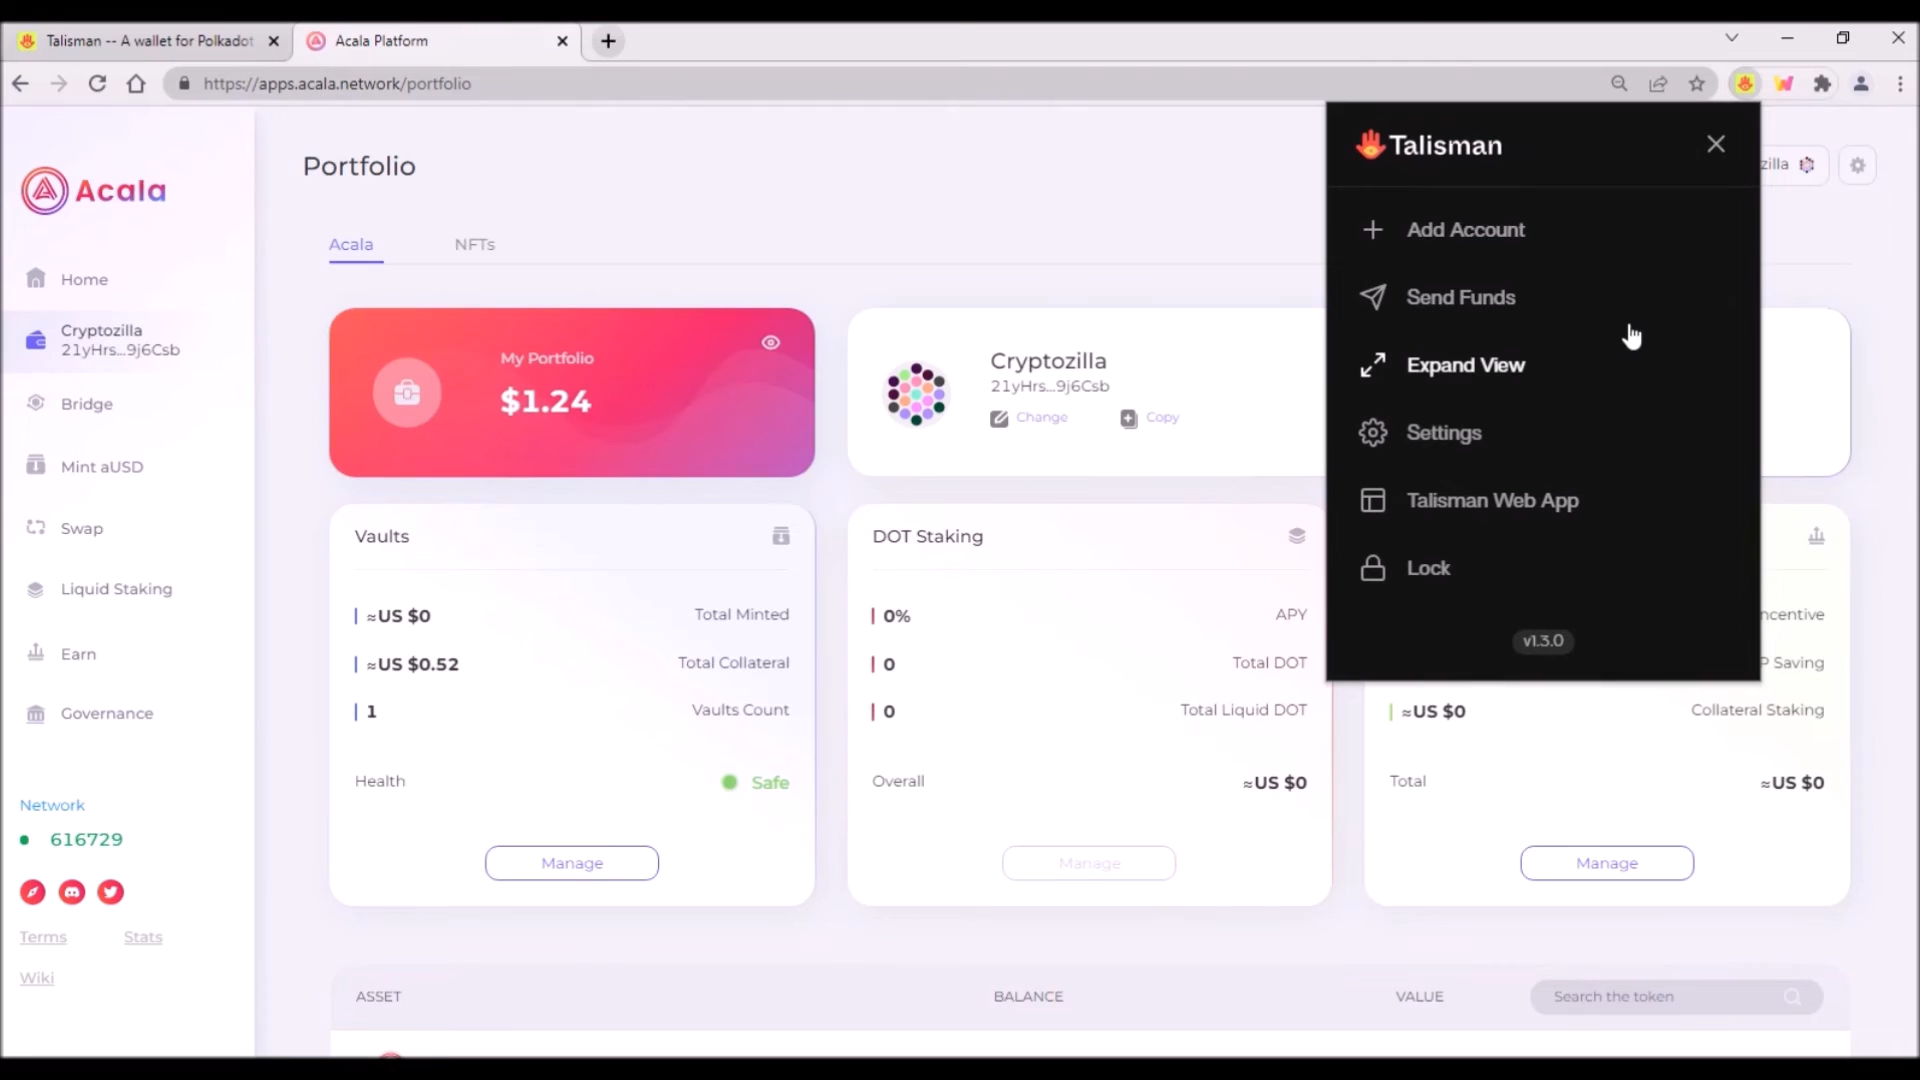 Talisman -- A wallet for Polkadot
Acala Platform
https://apps.acala.network/portfolio
Acala
Home
Cryptozilla
21yHrs...9j6Csb
Bridge
Mint aUSD
Swap
Liquid Staking
Earn
Governance
Network
616729
Terms
Stats
Wiki
Portfolio
Acala
NFTs
My Portfolio
$1.24
Cryptozilla
21yHrs...9j6Csb
Change
Copy
zilla
Vaults
≈US $0
Total Minted
≈US $0.52
Total Collateral
1
Vaults Count
Health
Safe
Manage
DOT Staking
0%
APY
0
Total DOT
0
Total Liquid DOT
Overall
≈US $0
Manage
ncentive
P Saving
≈US $0
Collateral Staking
Total
≈US $0
Manage
ASSET
BALANCE
VALUE
Search the token
Talisman
Add Account
Send Funds
Expand View
Settings
Talisman Web App
Lock
v1.3.0